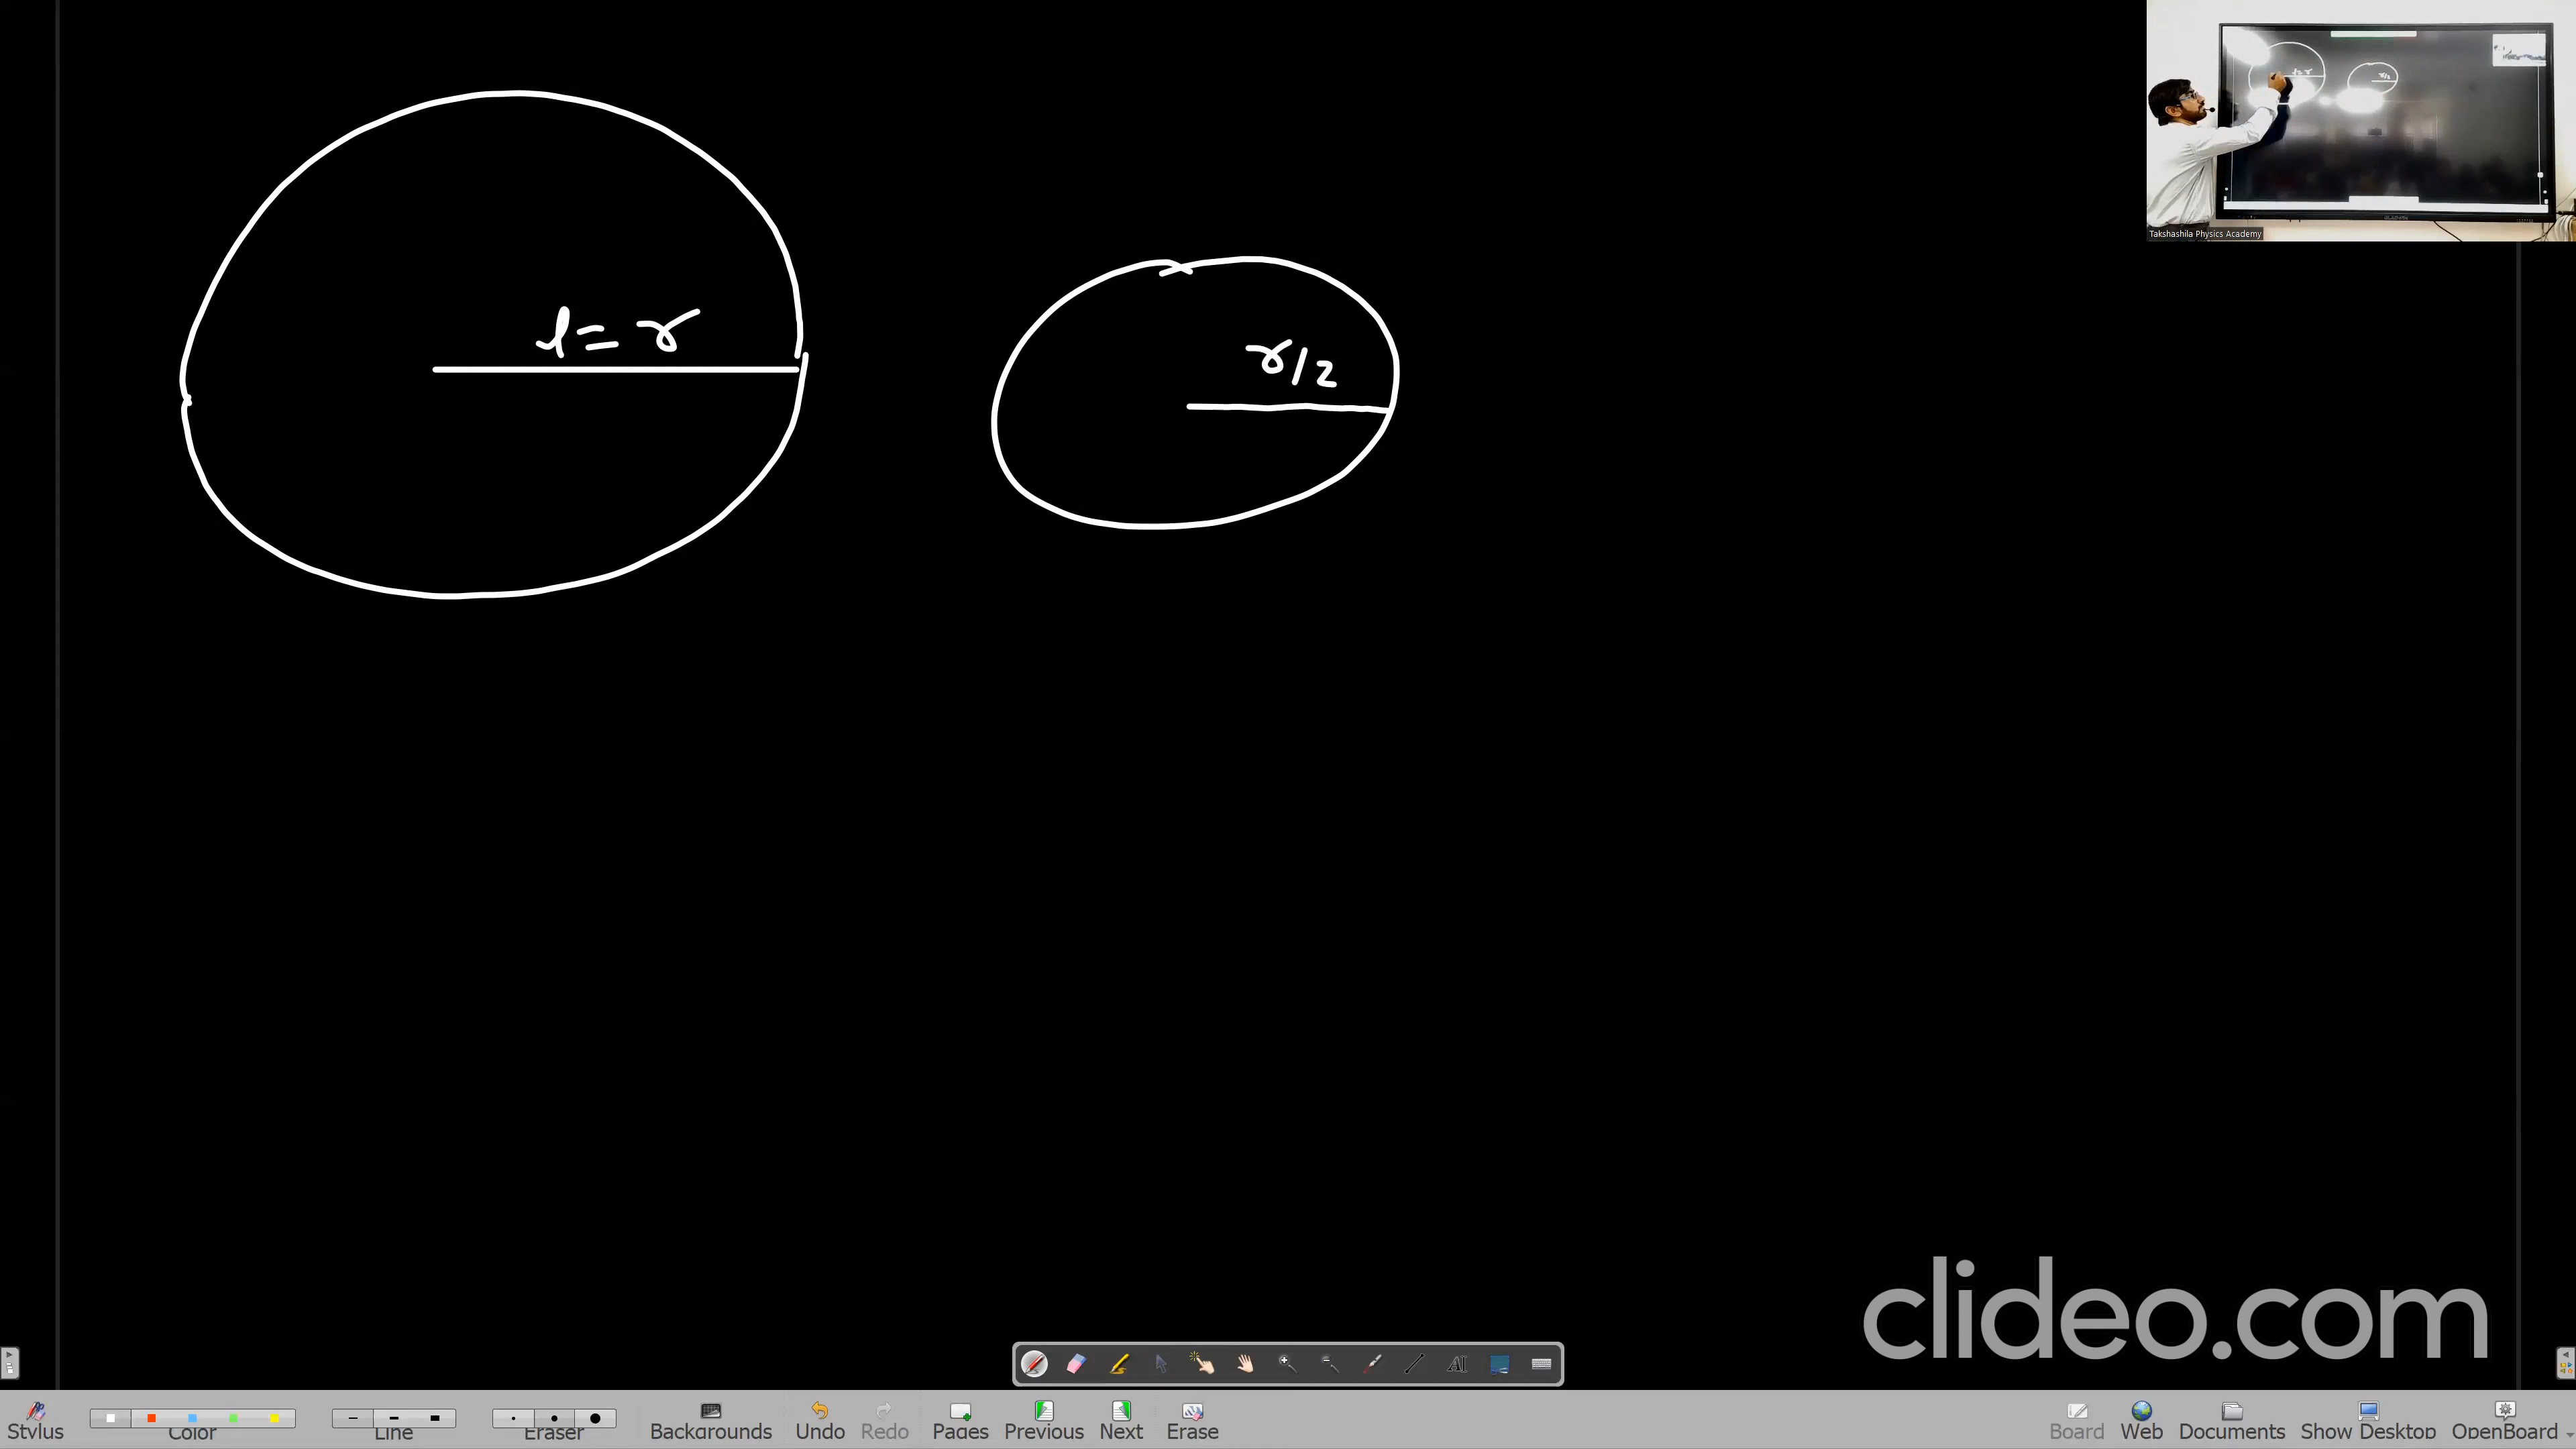 l = r
r/2
Takshashila Physics Academy
clideo.com
Stylus
Color
Line
Eraser
Backgrounds
Undo
Redo
Pages
Previous
Next
Erase
Board
Web
Documents
Show Desktop
OpenBoard